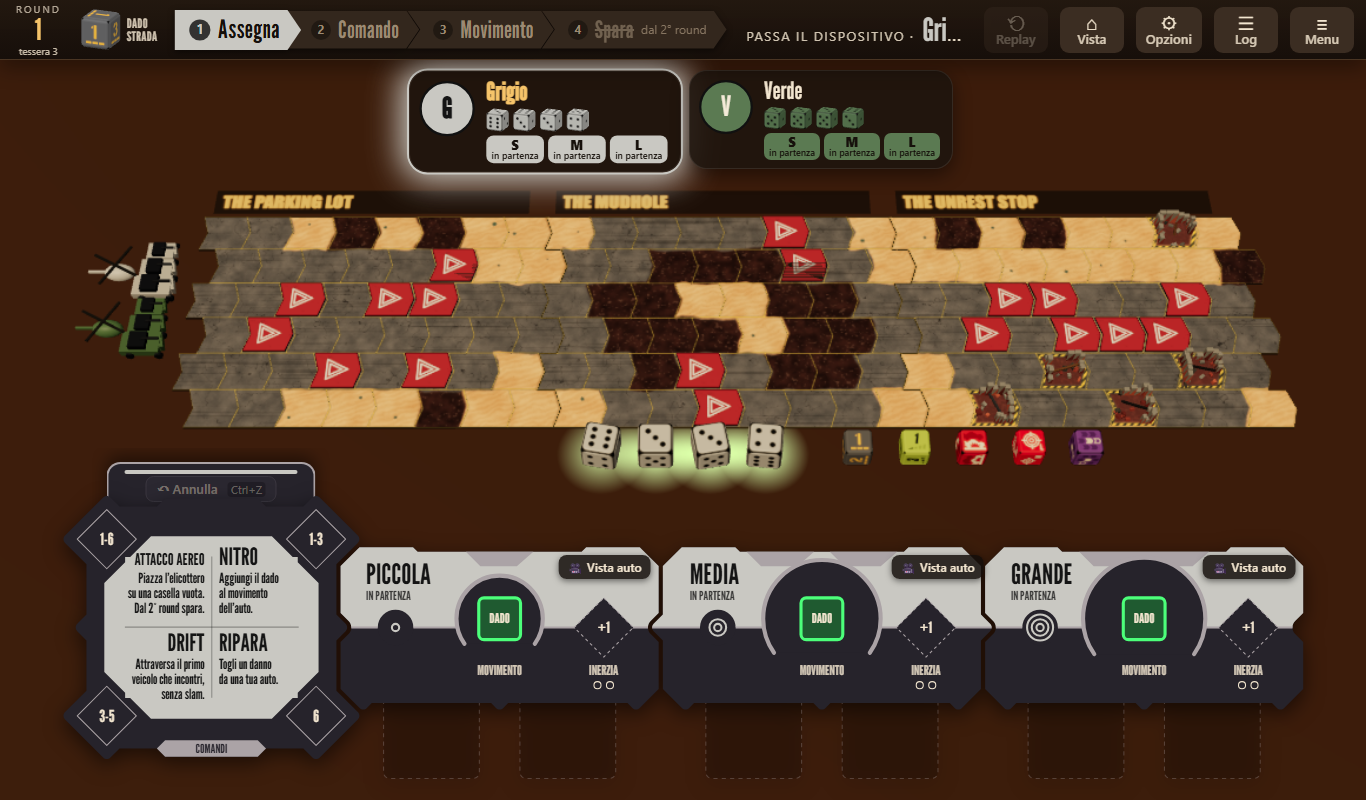 ROUND
1
tessera 3
DADO
STRADA
1 Assegna
2 Comando
3 Movimento
4 Spara dal 2° round
PASSA IL DISPOSITIVO · Gri...
Replay
Vista
Opzioni
Log
Menu
G
Grigio
S
in partenza
M
in partenza
L
in partenza
V
Verde
S
in partenza
M
in partenza
L
in partenza
THE PARKING LOT
THE MUDHOLE
THE UNREST STOP
Annulla Ctrl+Z
1-6
1-3
ATTACCO AEREO
Piazza l'elicottero
su una casella vuota.
Dal 2° round spara.
NITRO
Aggiungi il dado
al movimento
dell'auto.
DRIFT
Attraversa il primo
veicolo che incontri,
senza slam.
RIPARA
Togli un danno
da una tua auto.
3-5
6
COMANDI
PICCOLA
IN PARTENZA
Vista auto
DADO
MOVIMENTO
+1
INERZIA
MEDIA
IN PARTENZA
Vista auto
DADO
MOVIMENTO
+1
INERZIA
GRANDE
IN PARTENZA
Vista auto
DADO
MOVIMENTO
+1
INERZIA